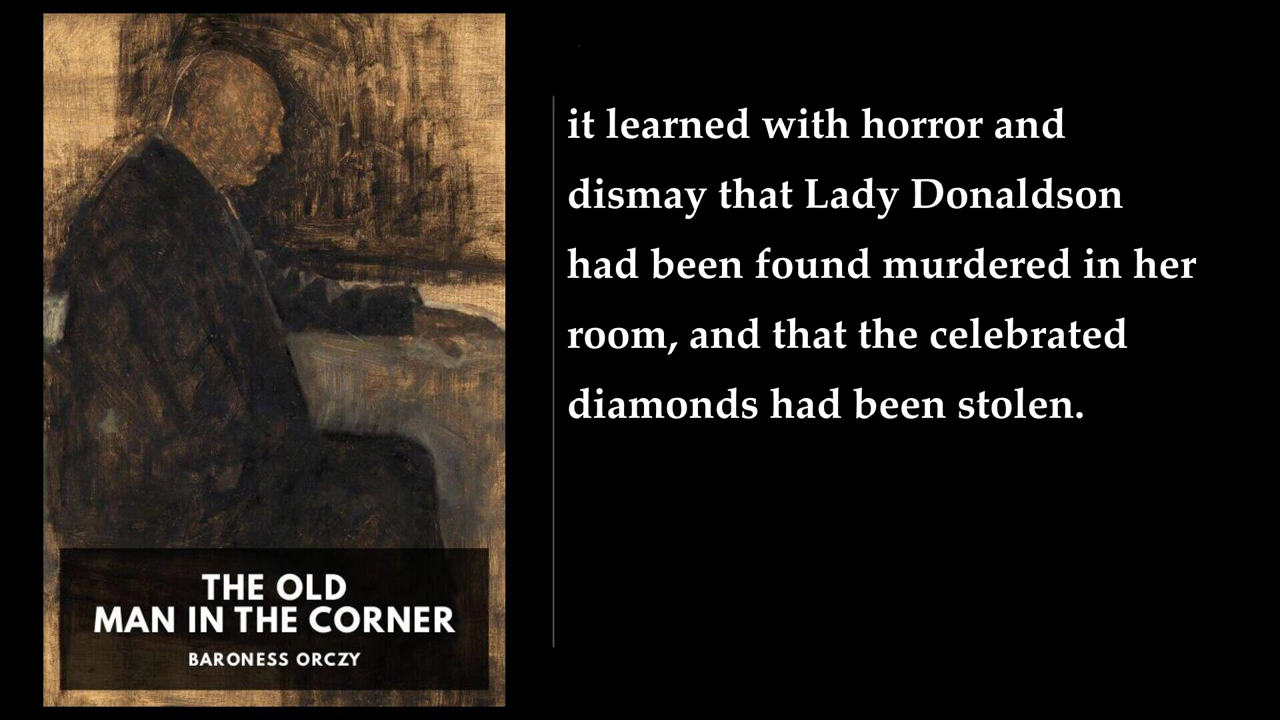 it learned with horror and
dismay that Lady Donaldson
had been found murdered in her
room, and that the celebrated
diamonds had been stolen.
THE OLD
MAN IN THE CORNER
BARONESS ORCZY